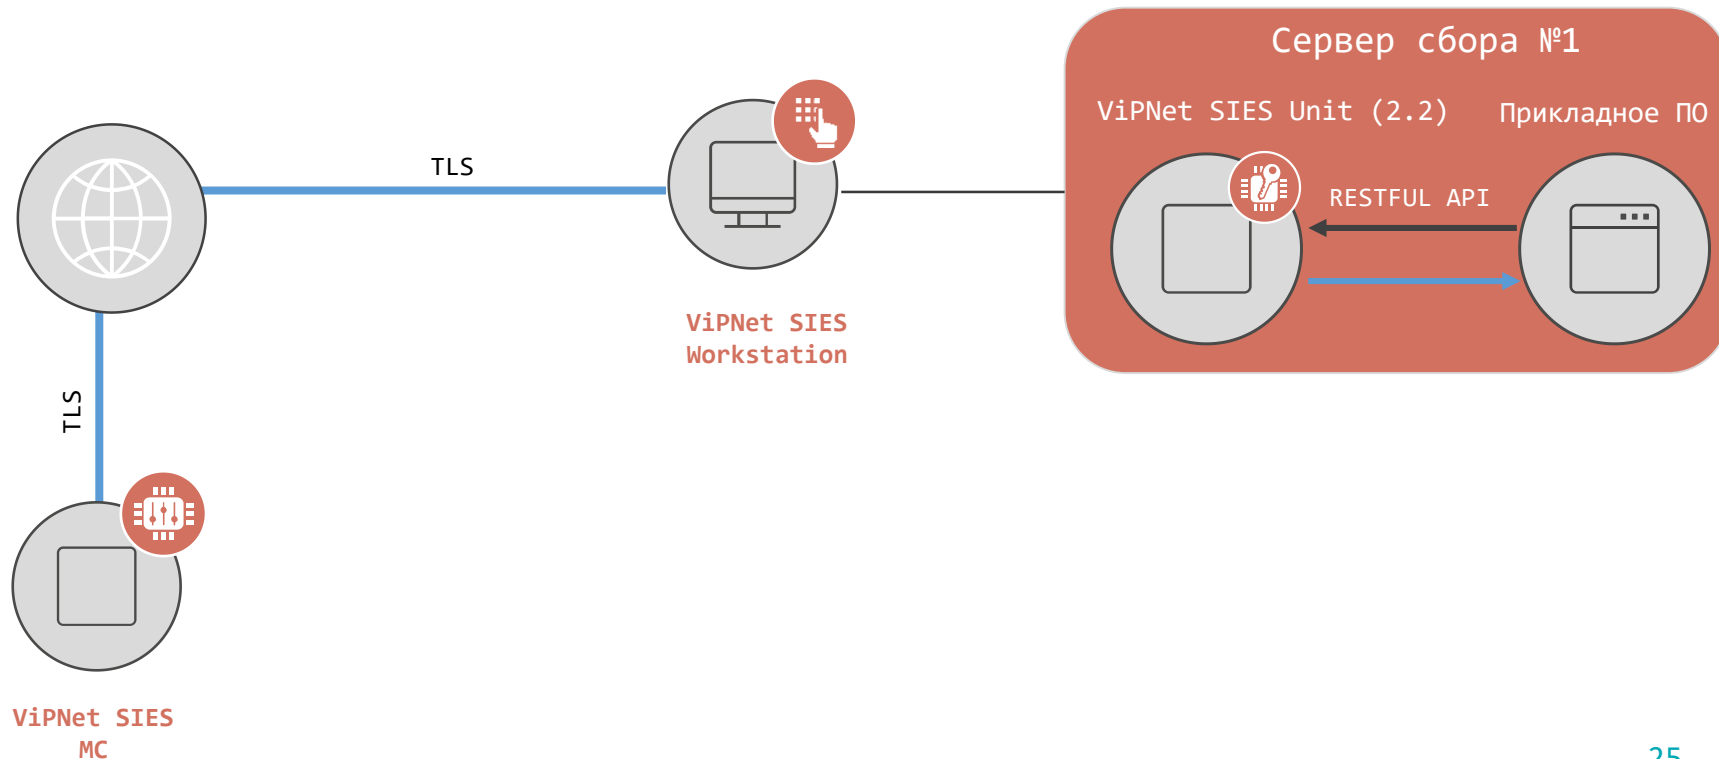 Сервер сбора №1
ViPNet SIES Unit (2.2)
Прикладное ПО
TLS
RESTFUL API
ViPNet SIES
Workstation
TLS
ViPNet SIES
MC
25